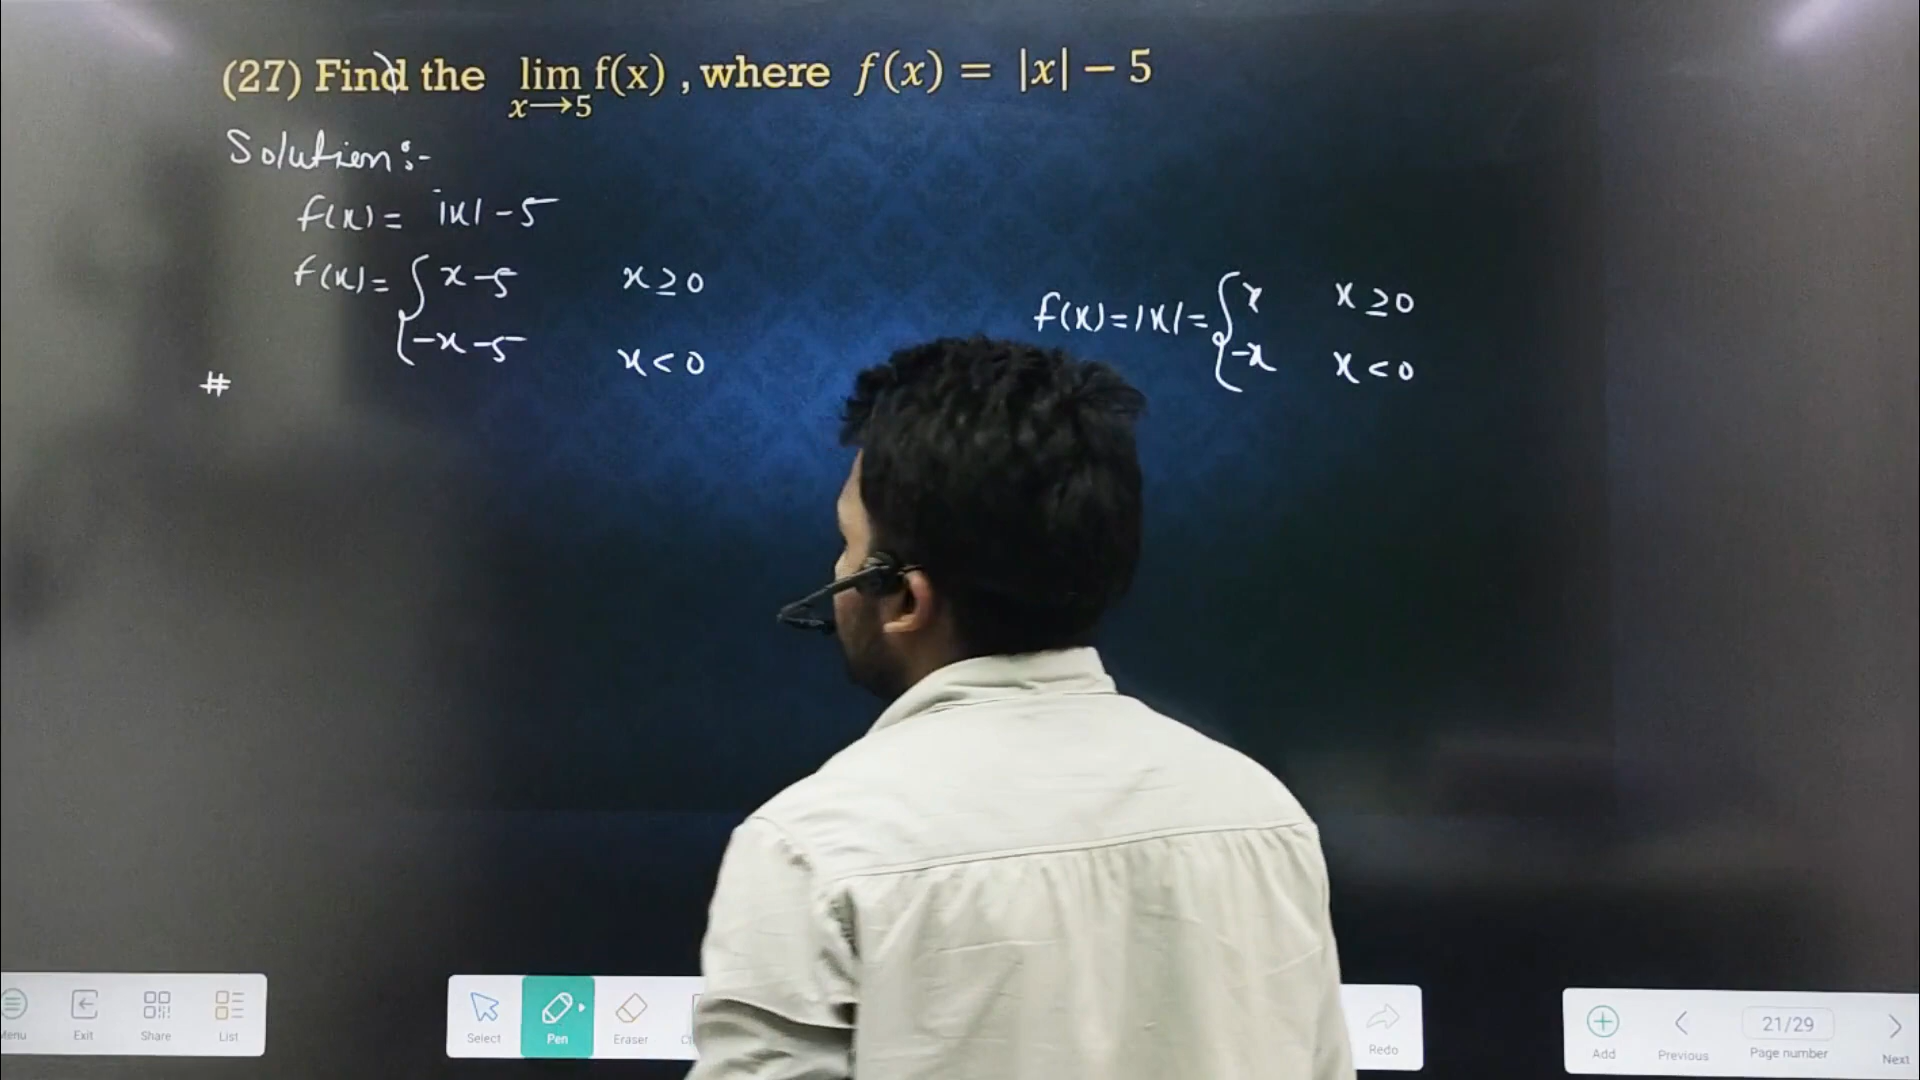 (27) Find the lim x→5 f(x) , where f(x) = |x| − 5
Solution:-
f(x) = |x| - 5
f(x) = { x - 5 x ≥ 0
-x - 5 x < 0
f(x) = |x| = { x x ≥ 0
-x x < 0
#
Menu Exit Share List
Select Pen Eraser
Redo
Add Previous 21/29 Page number Next